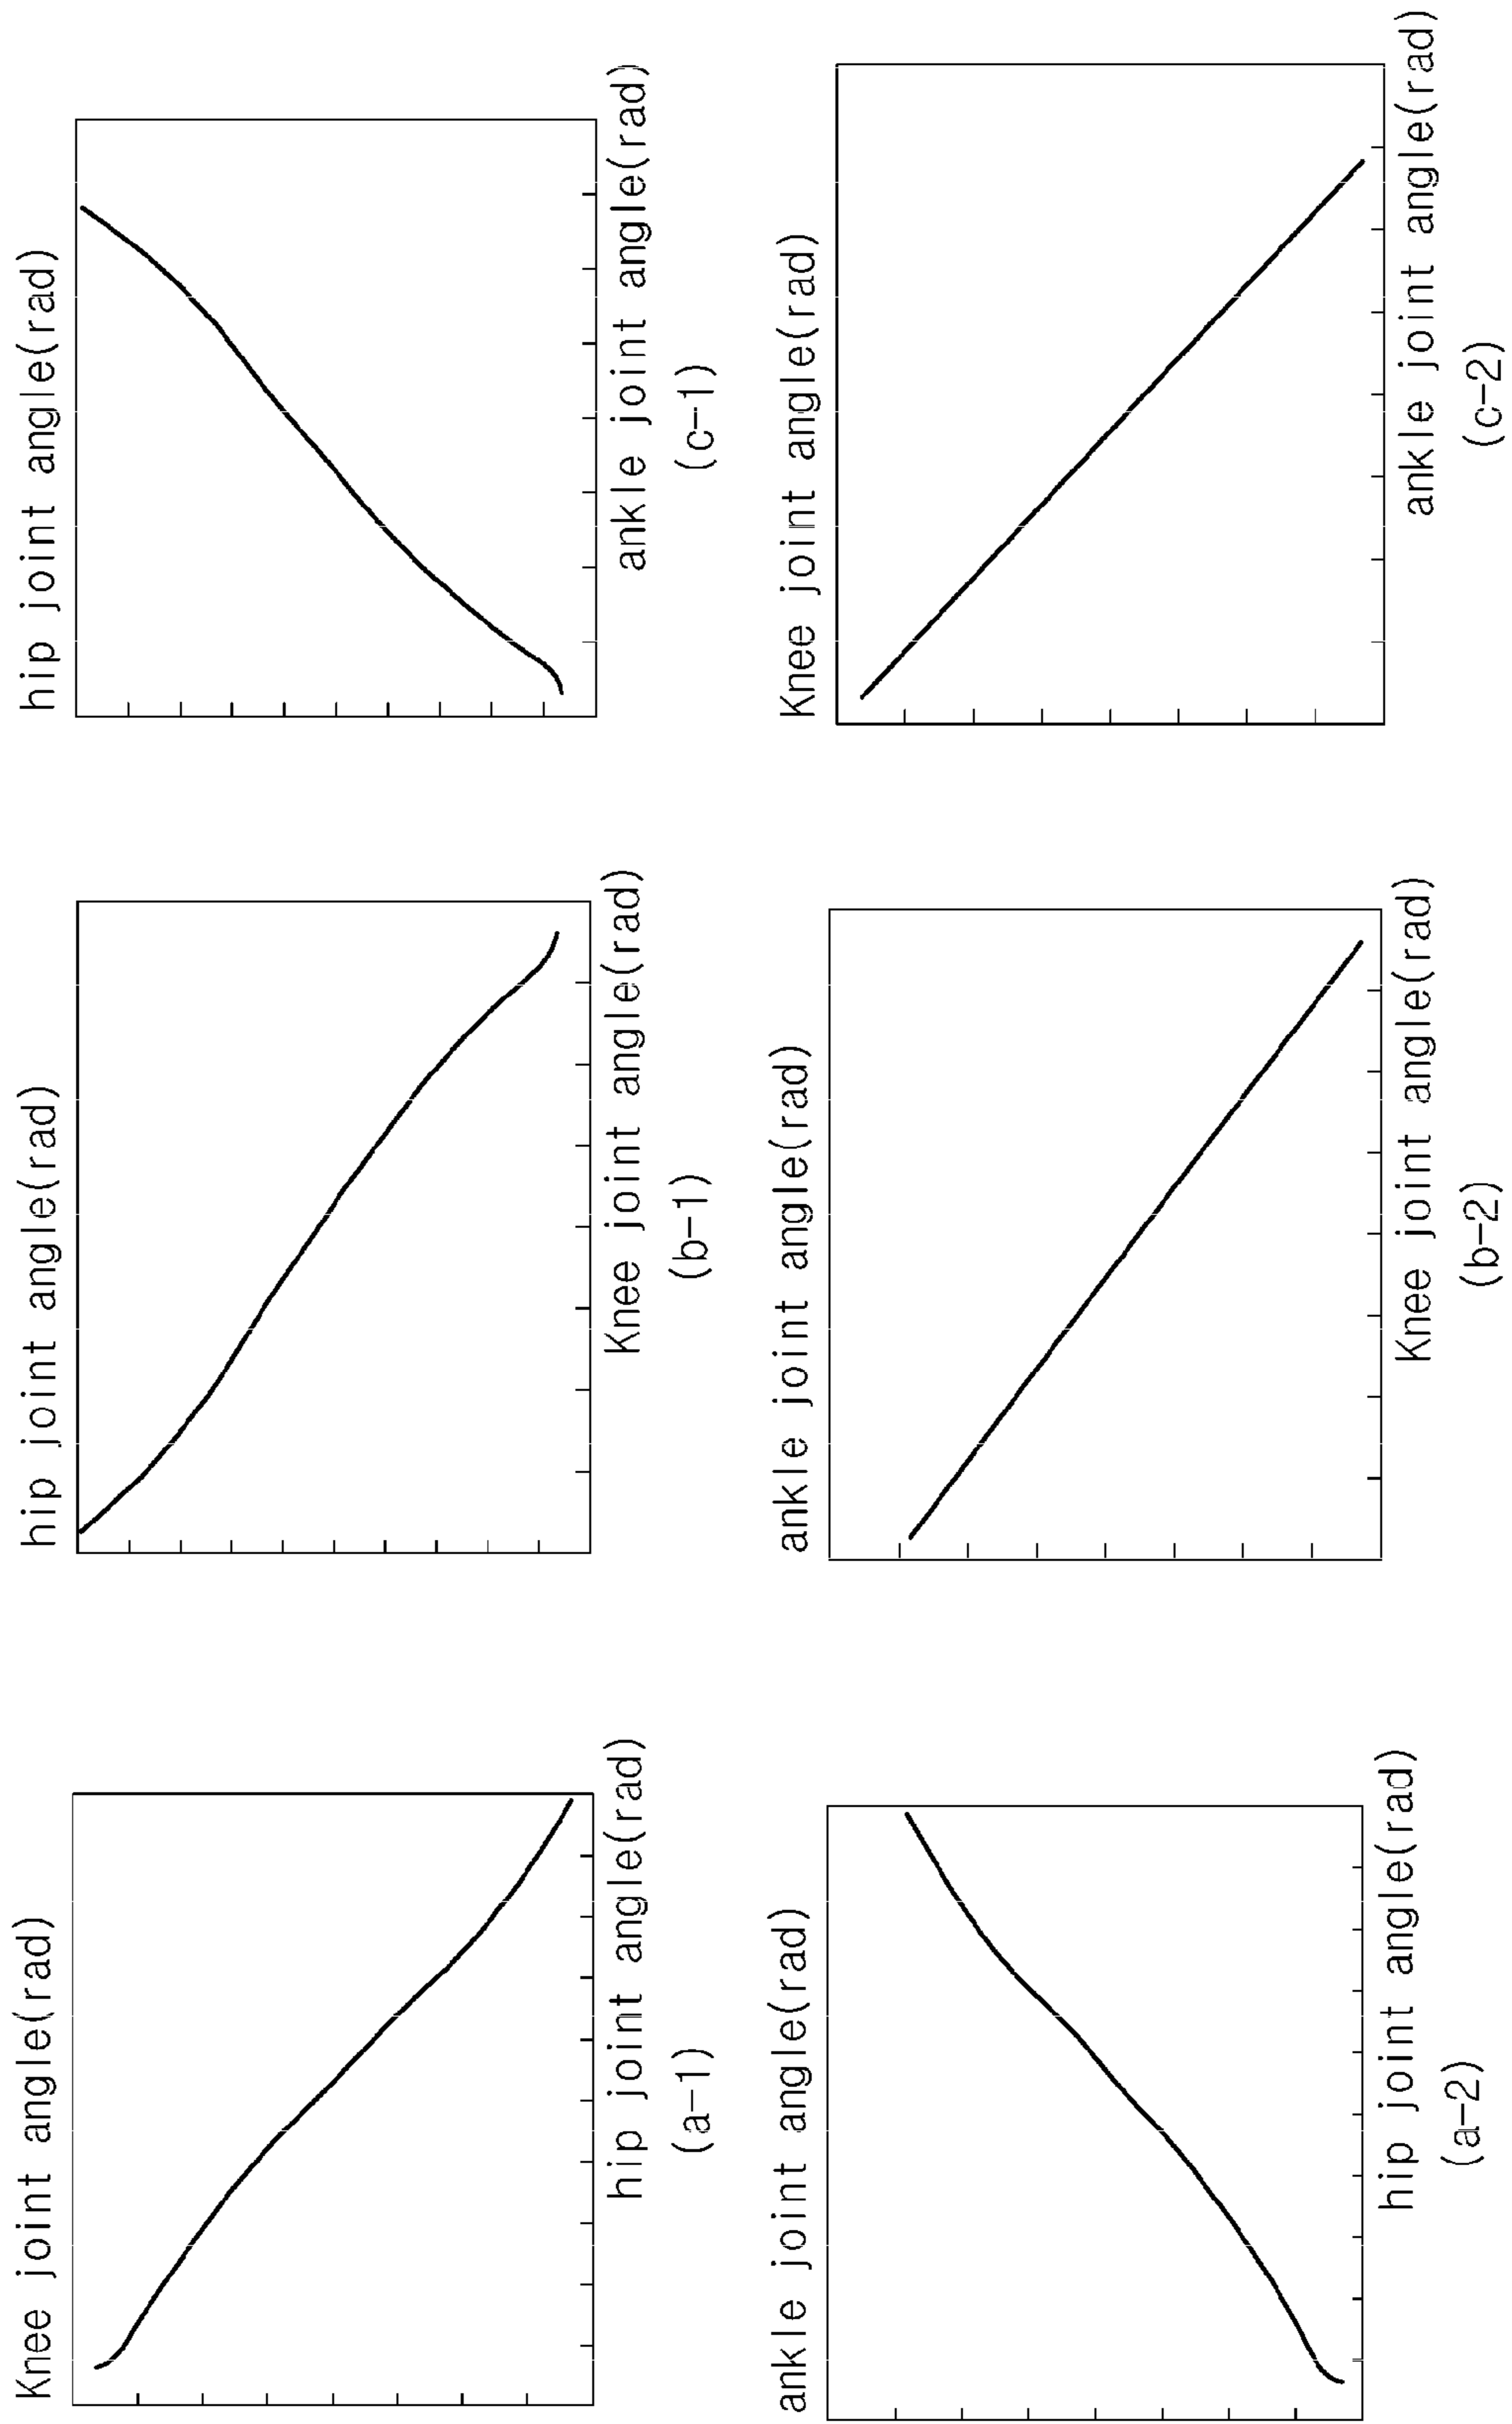 Knee joint angle(rad)
hip joint angle(rad)
(a-1)
hip joint angle(rad)
Knee joint angle(rad)
(b-1)
hip joint angle(rad)
ankle joint angle(rad)
(c-1)
ankle joint angle(rad)
hip joint angle(rad)
(a-2)
ankle joint angle(rad)
Knee joint angle(rad)
(b-2)
Knee joint angle(rad)
ankle joint angle(rad)
(c-2)